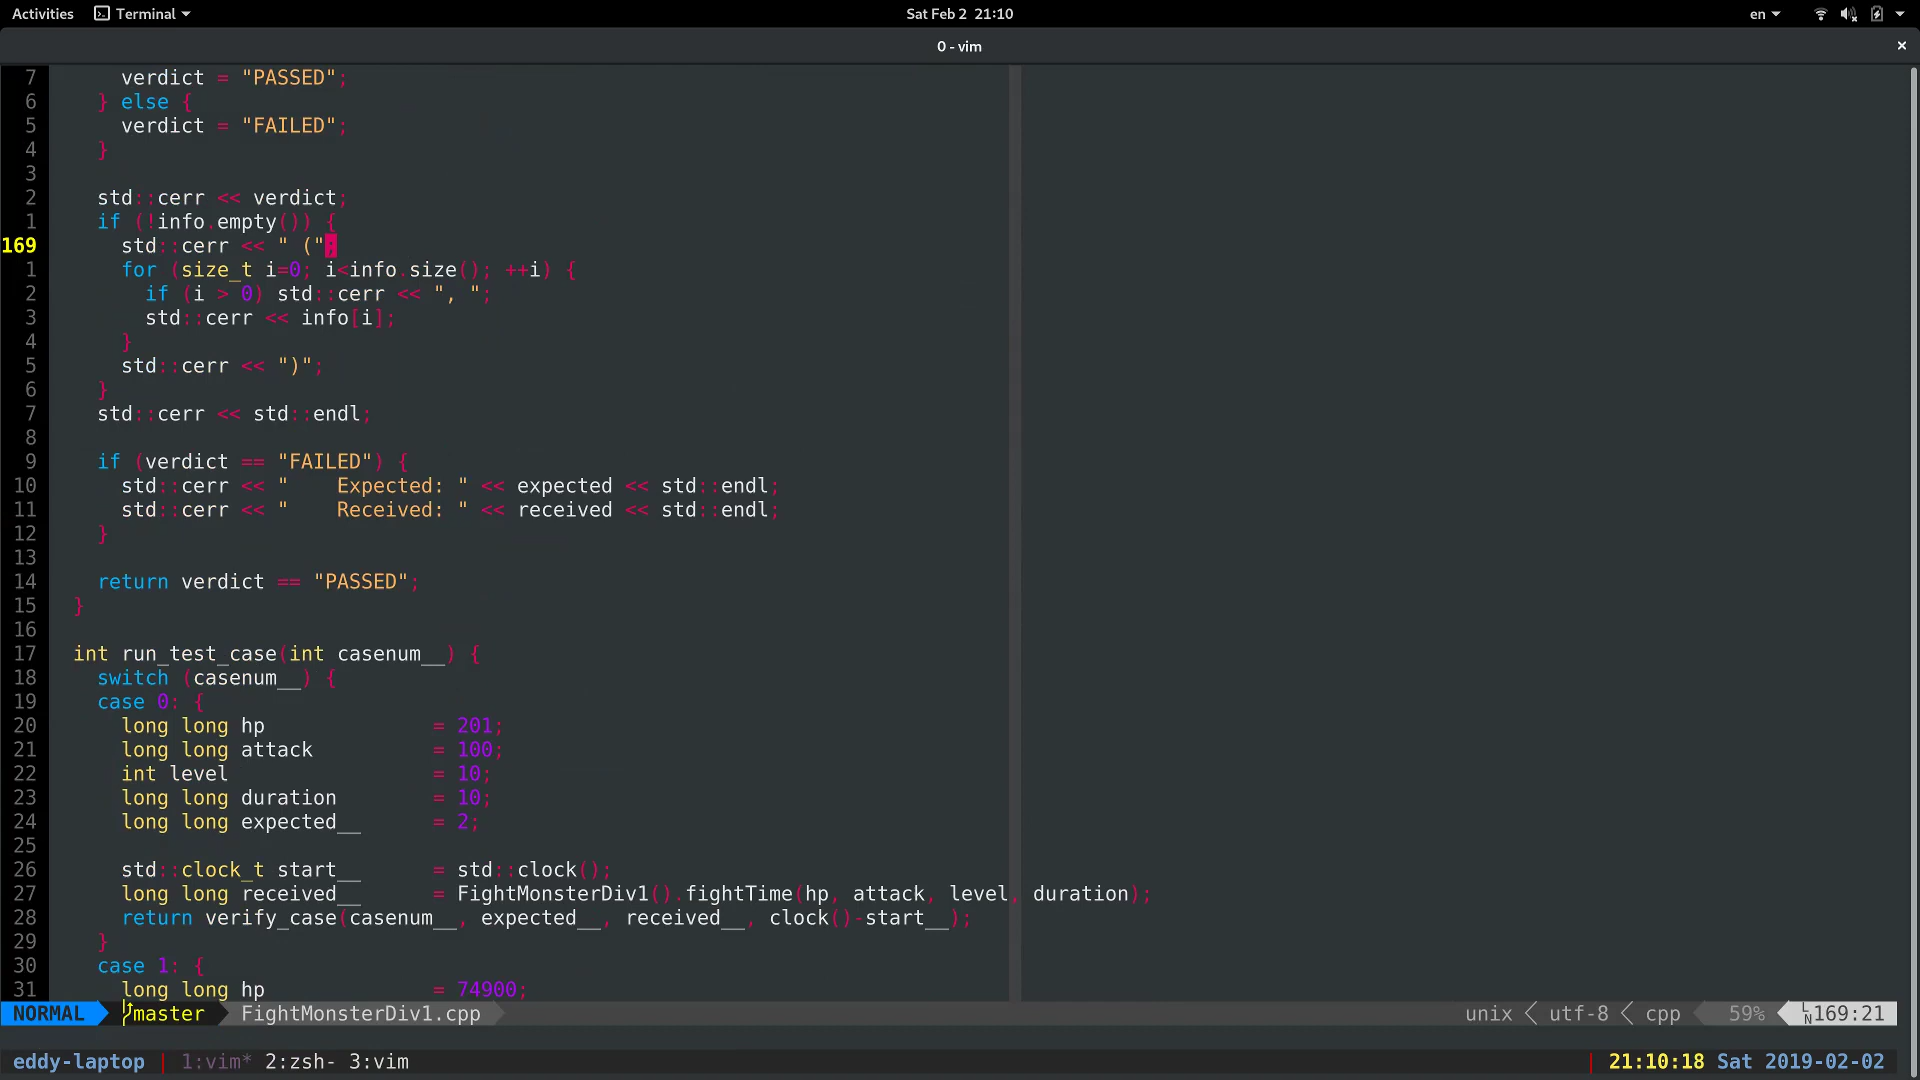 Activities Terminal Sat Feb 2 21:10 en
0 - vim
7 verdict = "PASSED";
6 } else {
5 verdict = "FAILED";
4 }
3
2 std::cerr << verdict;
1 if (!info.empty()) {
169 std::cerr << " (";
1 for (size_t i=0; i<info.size(); ++i) {
2 if (i > 0) std::cerr << ", ";
3 std::cerr << info[i];
4 }
5 std::cerr << ")";
6 }
7 std::cerr << std::endl;
8
9 if (verdict == "FAILED") {
10 std::cerr << "    Expected: " << expected << std::endl;
11 std::cerr << "    Received: " << received << std::endl;
12 }
13
14 return verdict == "PASSED";
15 }
16
17 int run_test_case(int casenum__) {
18 switch (casenum__) {
19 case 0: {
20 long long hp = 201;
21 long long attack = 100;
22 int level = 10;
23 long long duration = 10;
24 long long expected__ = 2;
25
26 std::clock_t start__ = std::clock();
27 long long received__ = FightMonsterDiv1().fightTime(hp, attack, level, duration);
28 return verify_case(casenum__, expected__, received__, clock()-start__);
29 }
30 case 1: {
31 long long hp = 74900;
NORMAL master FightMonsterDiv1.cpp unix utf-8 cpp 59% LN 169:21
eddy-laptop 1:vim* 2:zsh- 3:vim 21:10:18 Sat 2019-02-02